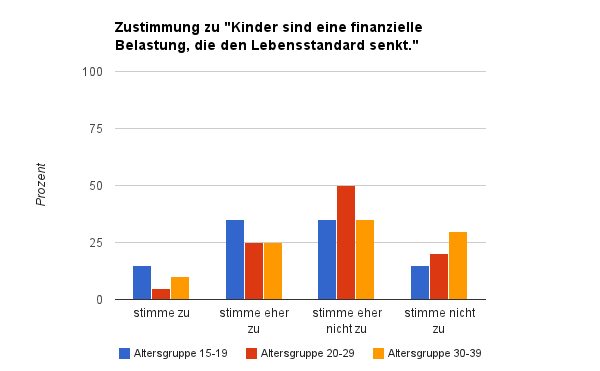 Zustimmung zu "Kinder sind eine finanzielle
Belastung, die den Lebensstandard senkt."
100
75
50
25
0
Prozent
stimme zu
stimme eher
zu
stimme eher
nicht zu
stimme nicht
zu
Altersgruppe 15-19
Altersgruppe 20-29
Altersgruppe 30-39